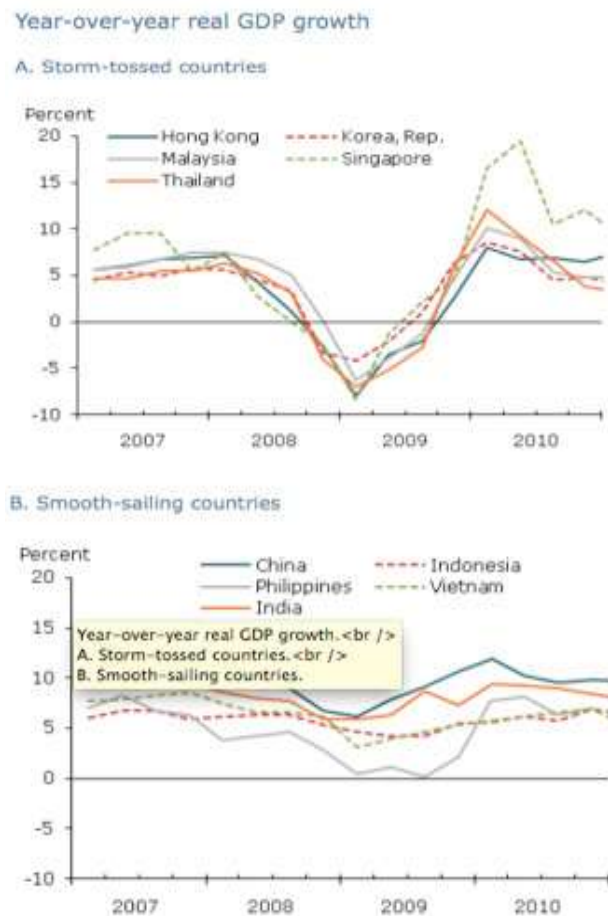 Year-over-year real GDP growth
A. Storm-tossed countries
Percent
20
Hong Kong
Korea, Rep.
Malaysia
Singapore
15
Thailand
10
5
0
-5
-10
2007
2008
2009
2010
B. Smooth-sailing countries
Percent
20
China
Indonesia
Philippines
Vietnam
India
15
Year-over-year real GDP growth.<br />
A. Storm-tossed countries.<br />
B. Smooth-sailing countries.
10
5
0
-5
-10
2007
2008
2009
2010